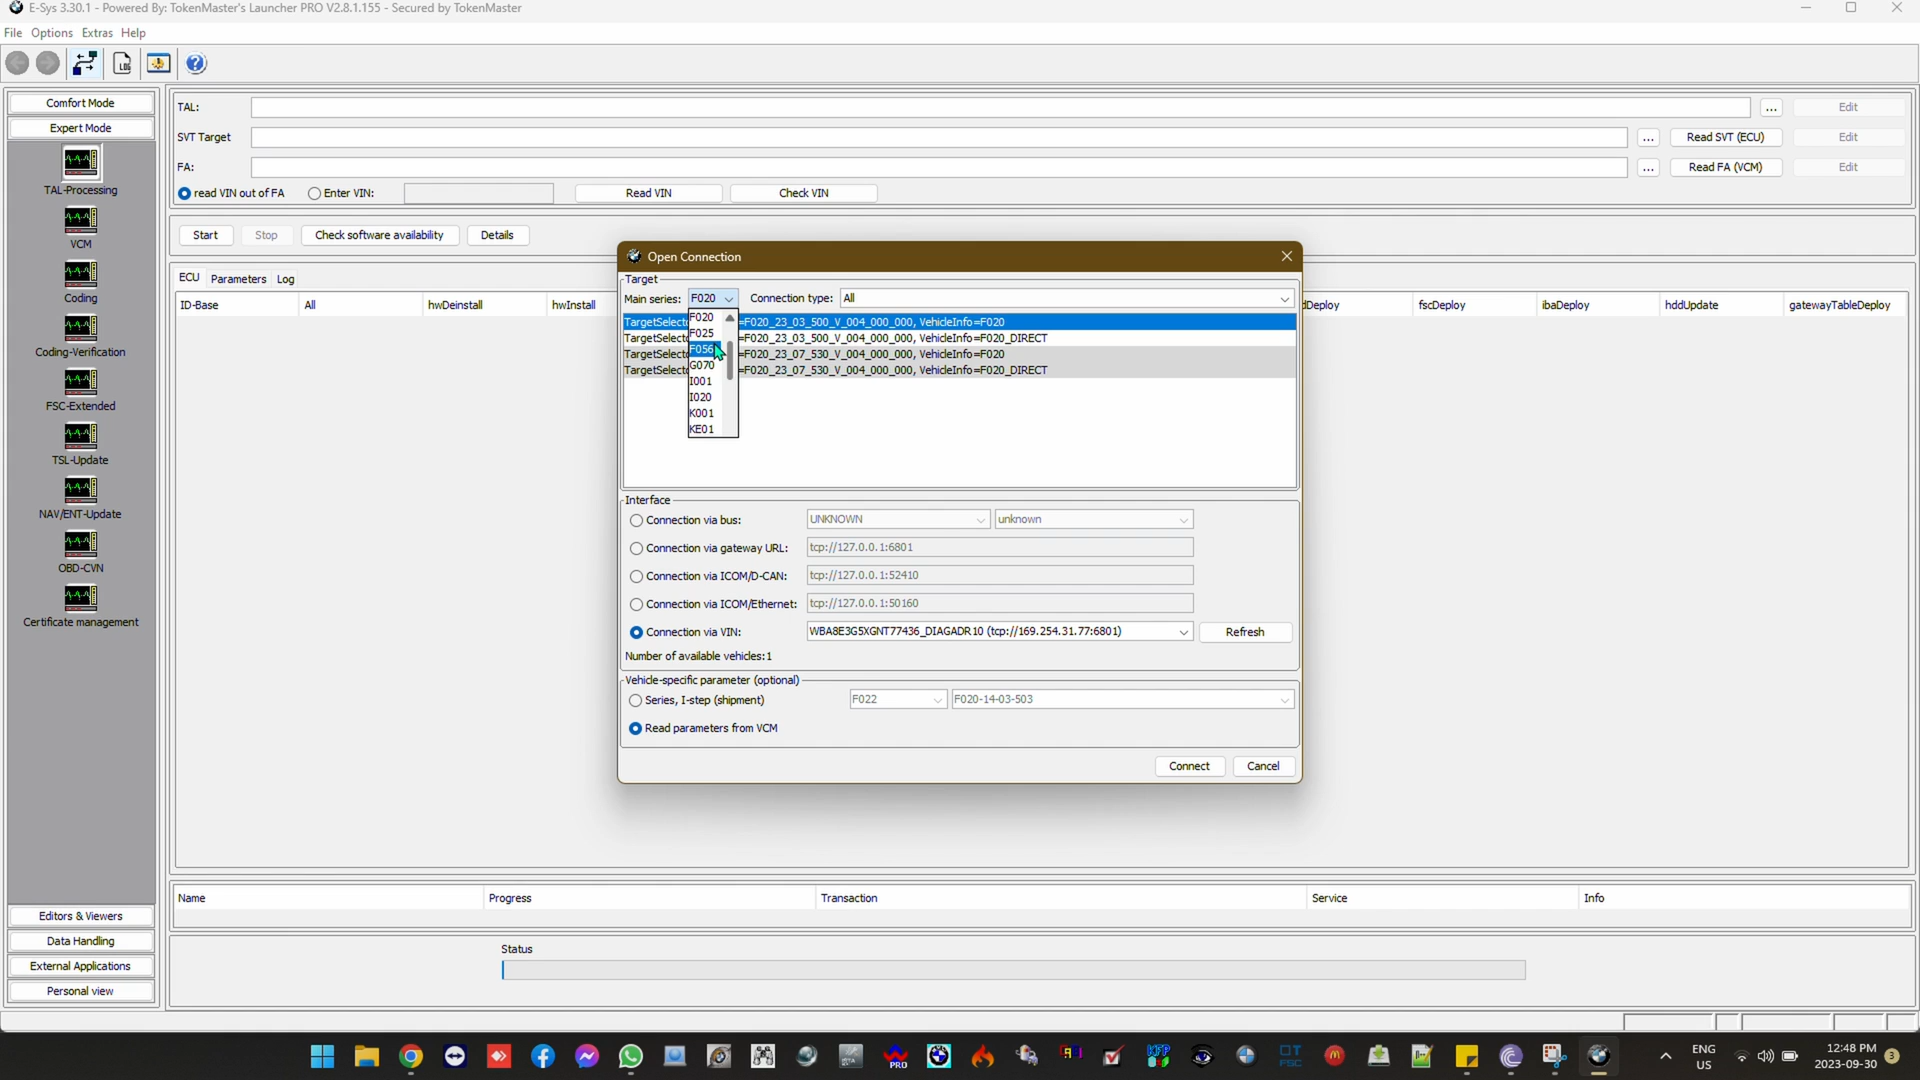 E-Sys 3.30.1 - Powered By: TokenMaster's Launcher PRO V2.8.1.155 - Secured by TokenMaster
File Options Extras Help
LOG
Comfort Mode
Expert Mode
TAL-Processing
VCM
Coding
Coding-Verification
FSC-Extended
TSL-Update
NAV/ENT-Update
OBD-CVN
Certificate management
Editors & Viewers
Data Handling
External Applications
Personal view
TAL: ... Edit
SVT Target ... Read SVT (ECU) Edit
FA: ... Read FA (VCM) Edit
read VIN out of FA Enter VIN: Read VIN Check VIN
Start Stop Check software availability Details
ECU Parameters Log
ID-Base All hwDeinstall hwInstall dDeploy fscDeploy ibaDeploy hddUpdate gatewayTableDeploy
Open Connection
Target
Main series: F020 Connection type: All
TargetSelect =F020_23_03_500_V_004_000_000, VehicleInfo=F020
TargetSelect =F020_23_03_500_V_004_000_000, VehicleInfo=F020_DIRECT
TargetSelect =F020_23_07_530_V_004_000_000, VehicleInfo=F020
TargetSelect =F020_23_07_530_V_004_000_000, VehicleInfo=F020_DIRECT
F020
F025
F056
G070
I001
I020
K001
KE01
Interface
Connection via bus: UNKNOWN unknown
Connection via gateway URL: tcp://127.0.0.1:6801
Connection via ICOM/D-CAN: tcp://127.0.0.1:52410
Connection via ICOM/Ethernet: tcp://127.0.0.1:50160
Connection via VIN: WBA8E3G5XGNT77436_DIAGADR10 (tcp://169.254.31.77:6801) Refresh
Number of available vehicles:1
Vehicle-specific parameter (optional)
Series, I-step (shipment) F022 F020-14-03-503
Read parameters from VCM
Connect Cancel
Name Progress Transaction Service Info
Status
PRO
ENG
US
12:48 PM
2023-09-30
3